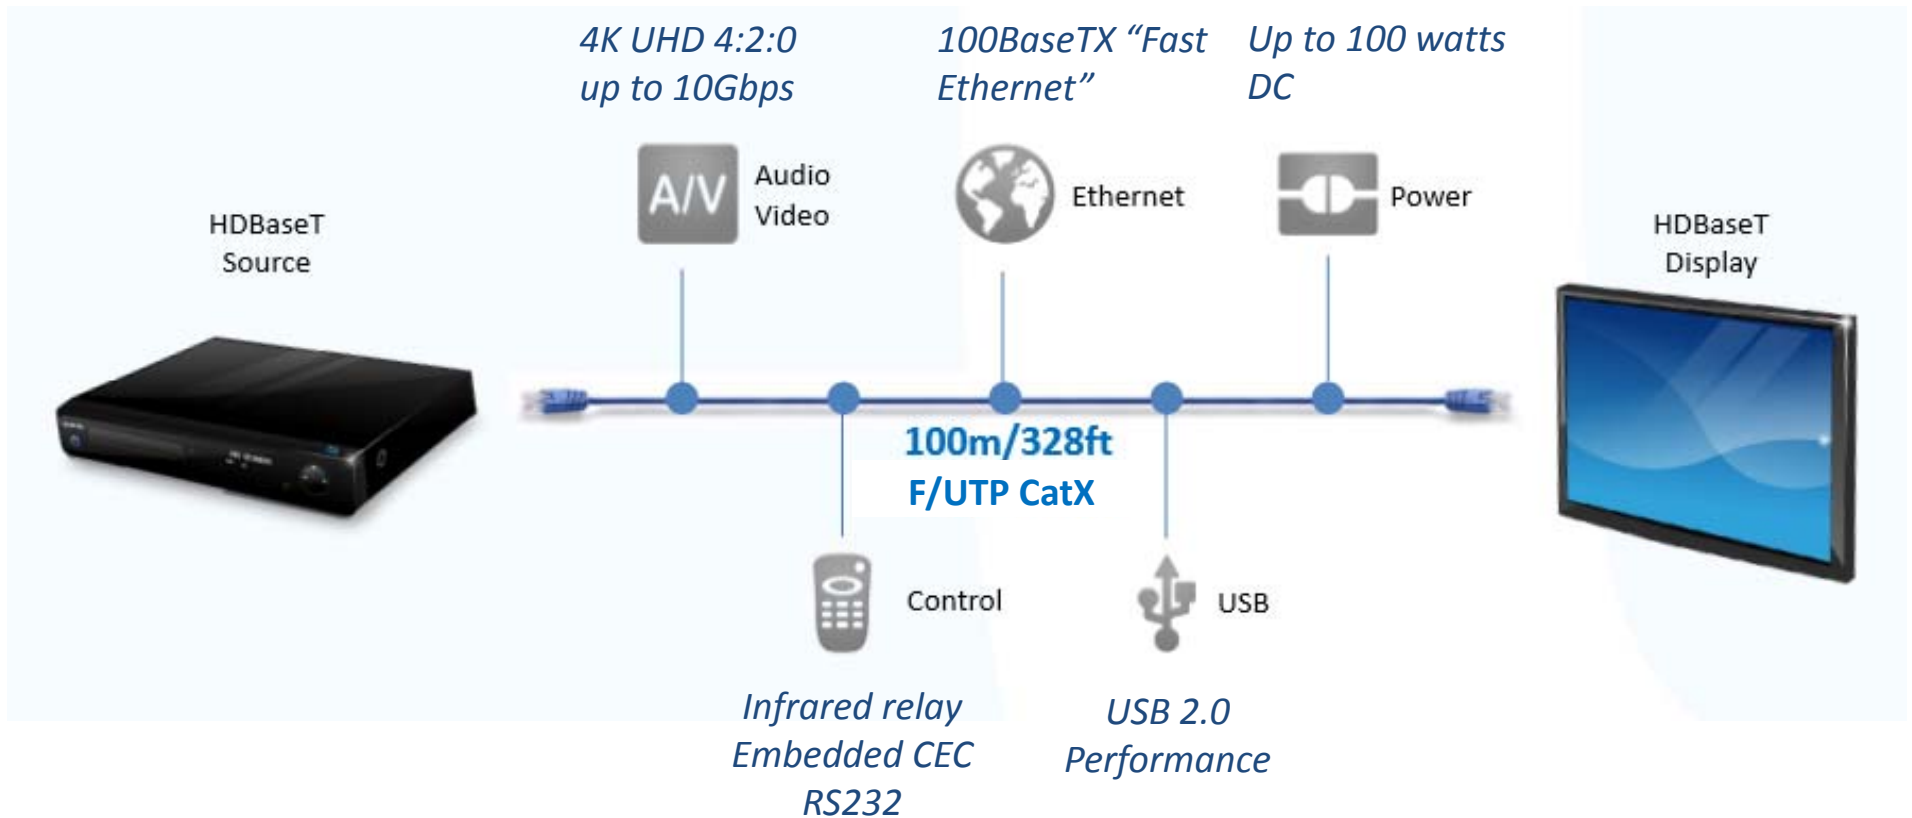 4K UHD 4:2:0
up to 10Gbps
100BaseTX “Fast
Ethernet”
Up to 100 watts
DC
A/V
Audio
Video
Ethernet
Power
HDBaseT
Source
HDBaseT
Display
100m/328ft
F/UTP CatX
Control
USB
Infrared relay
Embedded CEC
RS232
USB 2.0
Performance